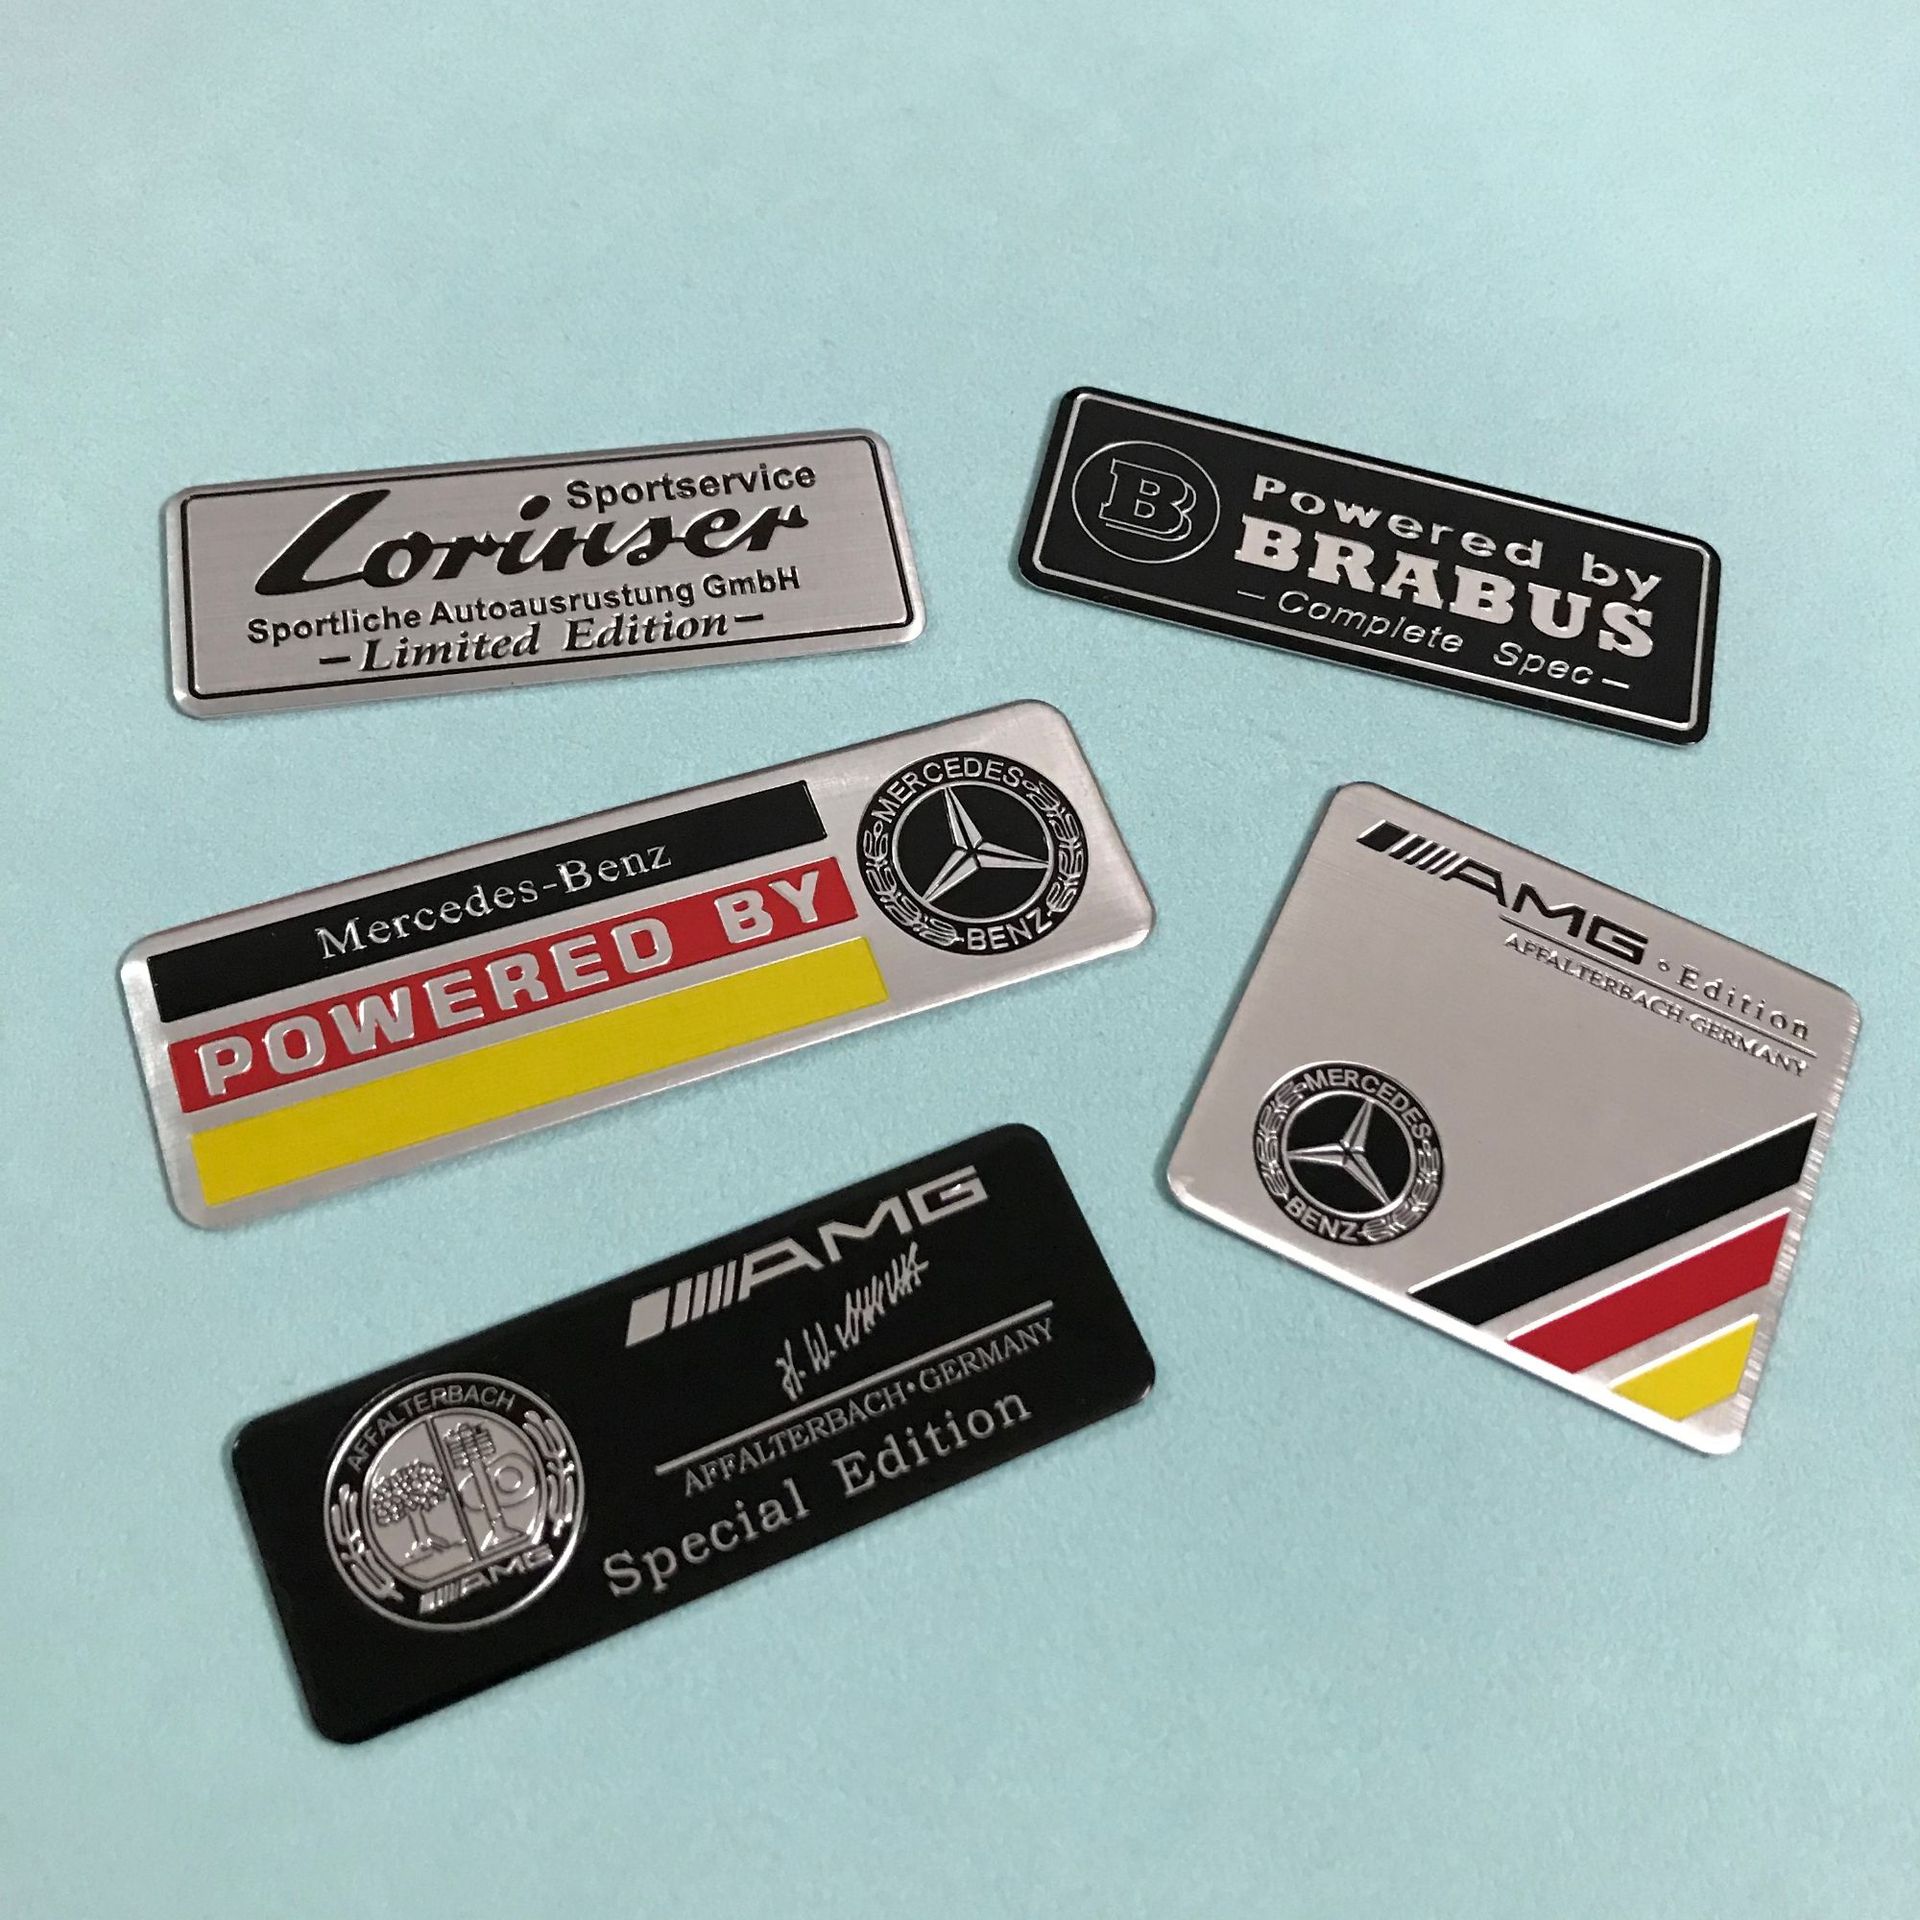 Sportservice
Lorinser
Sportliche Autoausrustung GmbH
-Limited Edition-
B
Powered by
BRABUS
-Complete Spec-
Mercedes-Benz
POWERED BY
MERCEDES
BENZ
AMG
Edition
AFFALTERBACH·GERMANY
MERCEDES
BENZ
AMG
AFFALTERBACH·GERMANY
Special Edition
AFFALTERBACH
AMG